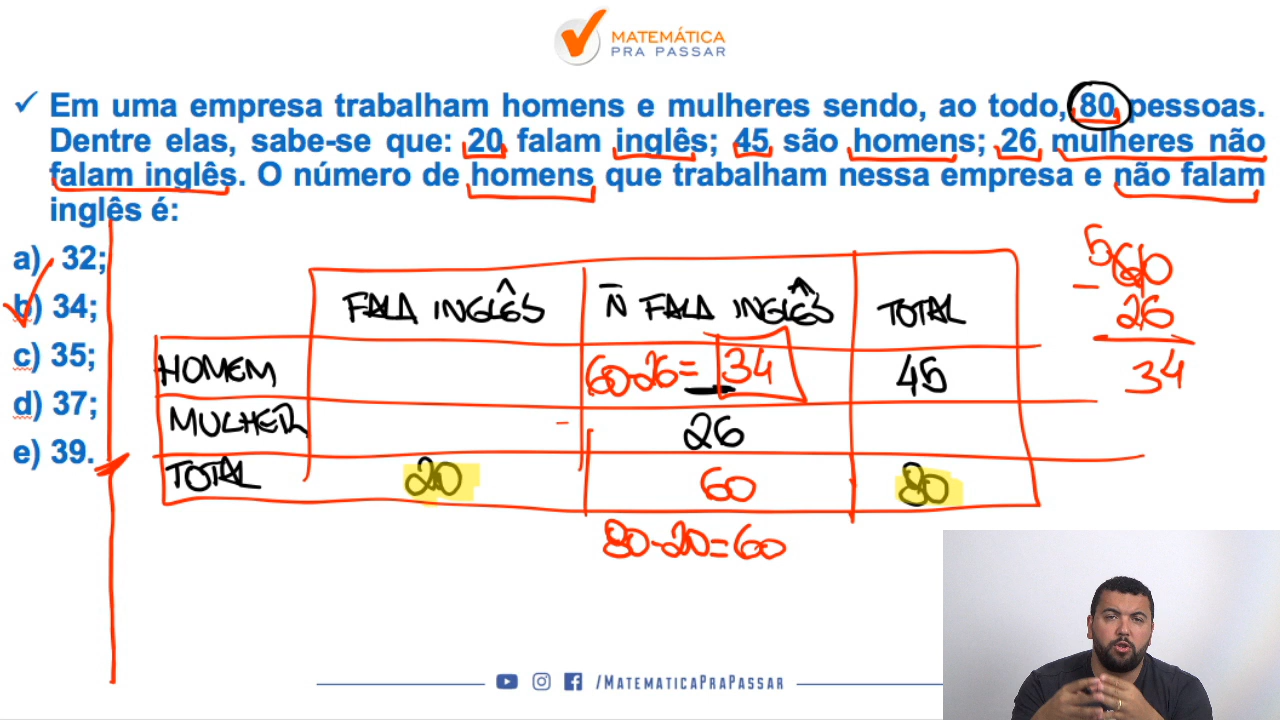 MATEMÁTICA
PRA PASSAR
✓ Em uma empresa trabalham homens e mulheres sendo, ao todo, 80 pessoas.
Dentre elas, sabe-se que: 20 falam inglês; 45 são homens; 26 mulheres não
falam inglês. O número de homens que trabalham nessa empresa e não falam
inglês é:
a) 32;
b) 34;
c) 35;
d) 37;
e) 39.
FALA INGLÊS N̄ FALA INGLÊS TOTAL
HOMEM 60-26= 34 45
MULHER 26
TOTAL 20 60 80
80-20=60
5 60
- 26
34
/MATEMATICAPRAPASSAR